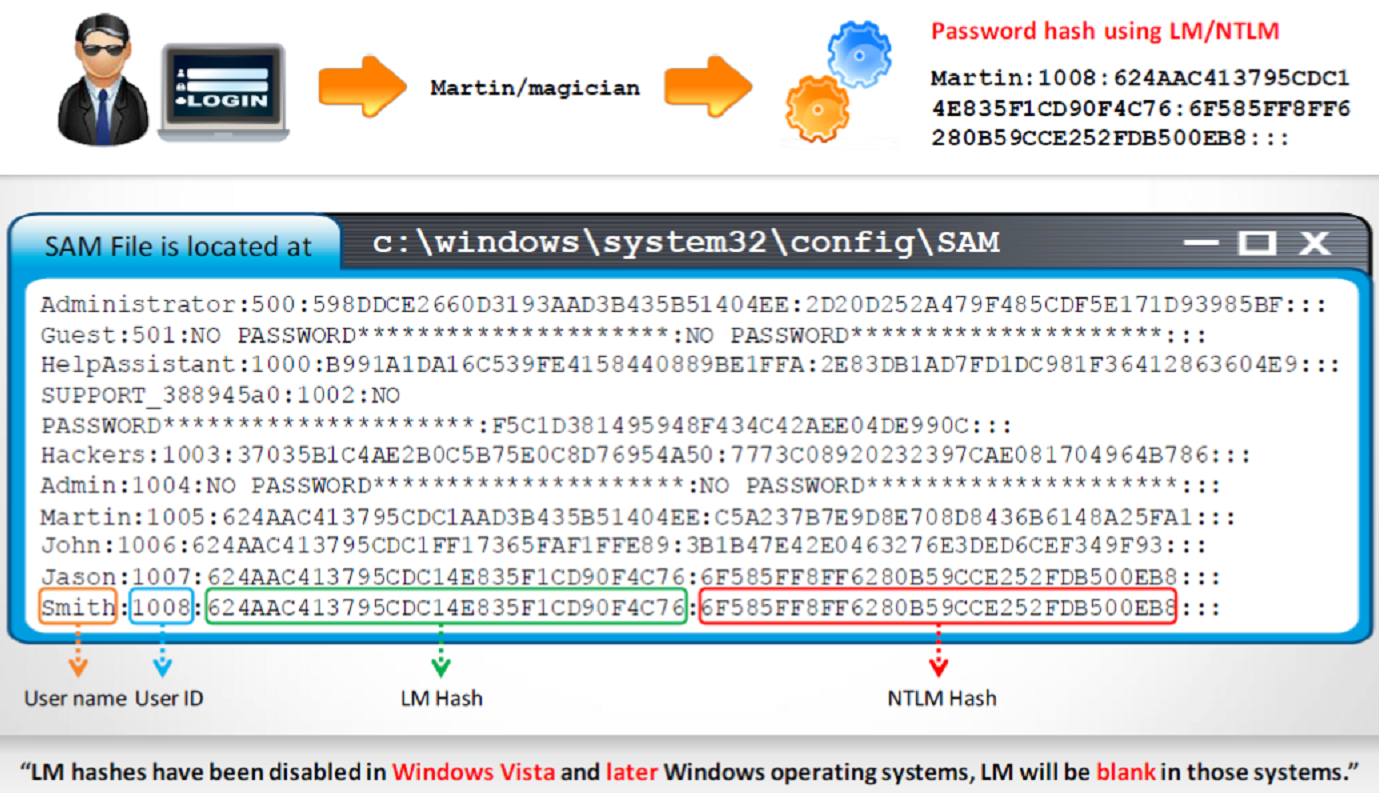 LOGIN
Martin/magician
Password hash using LM/NTLM
Martin:1008:624AAC413795CDC1
4E835F1CD90F4C76:6F585FF8FF6
280B59CCE252FDB500EB8:::
SAM File is located at
c:\windows\system32\config\SAM
Administrator:500:598DDCE2660D3193AAD3B435B51404EE:2D20D252A479F485CDF5E171D93985BF:::
Guest:501:NO PASSWORD*********************:NO PASSWORD*********************:::
HelpAssistant:1000:B991A1DA16C539FE4158440889BE1FFA:2E83DB1AD7FD1DC981F36412863604E9:::
SUPPORT_388945a0:1002:NO
PASSWORD*********************:F5C1D381495948F434C42AEE04DE990C:::
Hackers:1003:37035B1C4AE2B0C5B75E0C8D76954A50:7773C08920232397CAE081704964B786:::
Admin:1004:NO PASSWORD*********************:NO PASSWORD*********************:::
Martin:1005:624AAC413795CDC1AAD3B435B51404EE:C5A237B7E9D8E708D8436B6148A25FA1:::
John:1006:624AAC413795CDC1FF17365FAF1FFE89:3B1B47E42E0463276E3DED6CEF349F93:::
Jason:1007:624AAC413795CDC14E835F1CD90F4C76:6F585FF8FF6280B59CCE252FDB500EB8:::
Smith:1008:624AAC413795CDC14E835F1CD90F4C76:6F585FF8FF6280B59CCE252FDB500EB8:::
User name User ID LM Hash NTLM Hash
“LM hashes have been disabled in Windows Vista and later Windows operating systems, LM will be blank in those systems.”